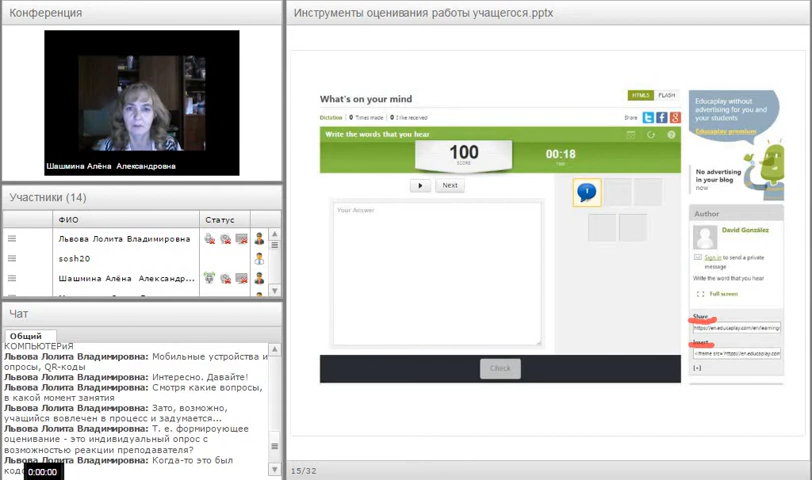 Конференция
Шашмина Алёна Александровна
Участники (14)
ФИО
Статус
Львова Лолита Владимировна
sosh20
Шашмина Алёна Александр...
Чат
Общий
КОМПЬЮТЕРиЯ
Львова Лолита Владимировна: Мобильные устройства и
опросы, QR-коды
Львова Лолита Владимировна: Интересно. Давайте!
Львова Лолита Владимировна: Смотря какие вопросы,
в какой момент занятия
Львова Лолита Владимировна: Зато, возможно,
учащийся вовлечен в процесс и задумается...
Львова Лолита Владимировна: Т. е. формироующее
оценивание - это индивидуальный опрос с
возможностью реакции преподавателя?
Львова Лолита Владимировна: Когда-то это был
0:00:00
Инструменты оценивания работы учащегося.pptx
What's on your mind
HTML5
FLASH
Dictation
0 Times made
0 I like received
Share
Write the words that you hear
100
SCORE
00:18
Next
1
Your Answer
Check
Educaplay without
advertising for you and
your students
Educaplay premium
No advertising
in your blog
now
Author
David González
Sign in to send a private
message
Write the word that you hear
Full screen
Share
https://en.educaplay.com/en/learning
Insert
<iframe src='https://en.educaplay.com
[+]
15/32